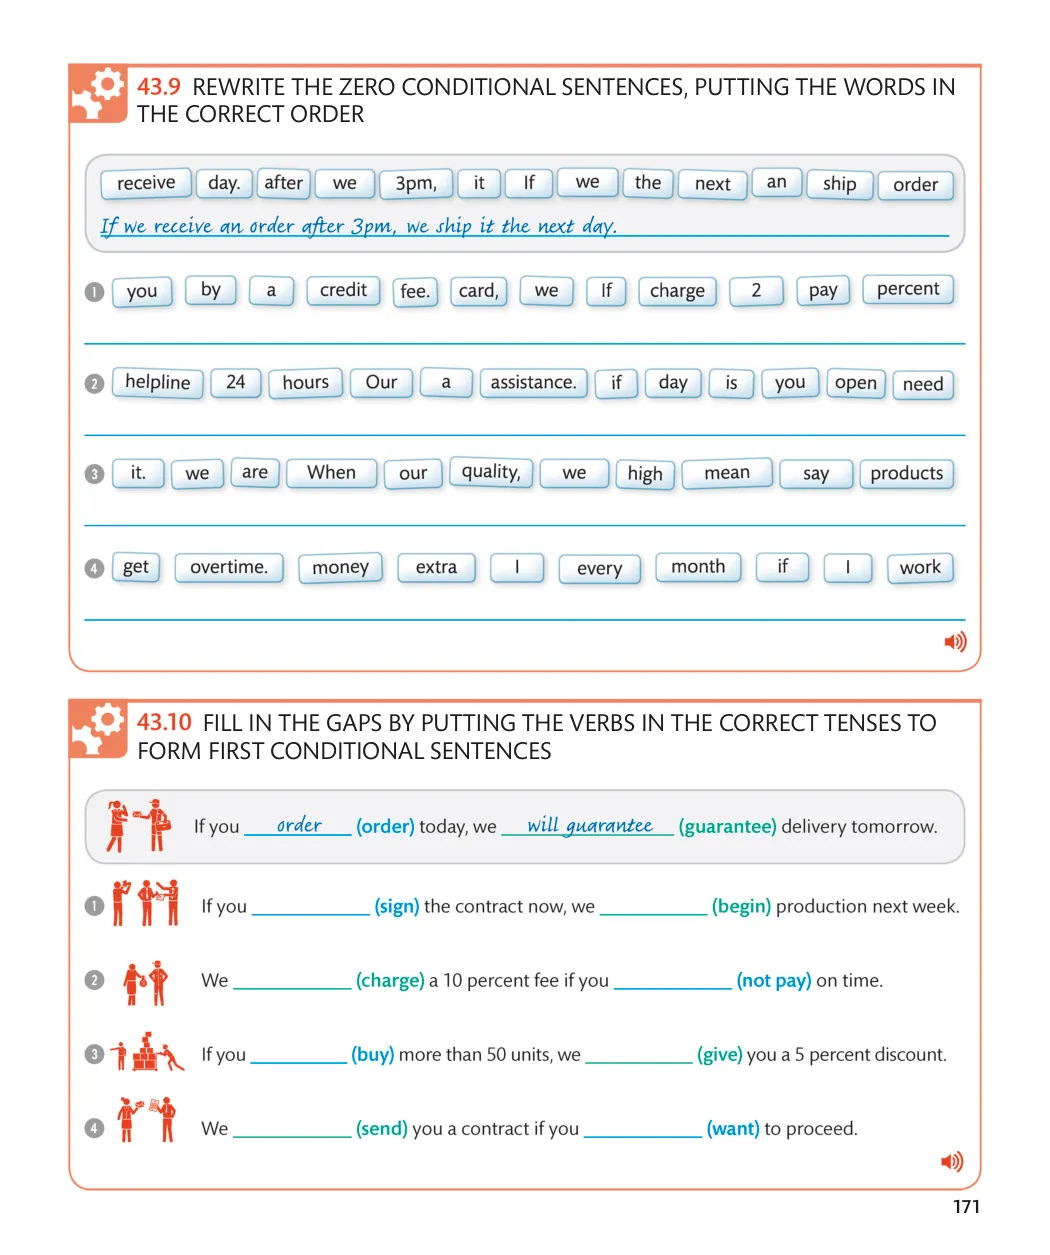 43.9 REWRITE THE ZERO CONDITIONAL SENTENCES, PUTTING THE WORDS IN
THE CORRECT ORDER
receive day. after we 3pm, it If we the next an ship order
If we receive an order after 3pm, we ship it the next day.
1 you by a credit fee. card, we If charge 2 pay percent
2 helpline 24 hours Our a assistance. if day is you open need
3 it. we are When our quality, we high mean say products
4 get overtime. money extra I every month if I work
43.10 FILL IN THE GAPS BY PUTTING THE VERBS IN THE CORRECT TENSES TO
FORM FIRST CONDITIONAL SENTENCES
If you order (order) today, we will guarantee (guarantee) delivery tomorrow.
1 If you ____________ (sign) the contract now, we ___________ (begin) production next week.
2 We ____________ (charge) a 10 percent fee if you ____________ (not pay) on time.
3 If you __________ (buy) more than 50 units, we ___________ (give) you a 5 percent discount.
4 We ____________ (send) you a contract if you ____________ (want) to proceed.
171